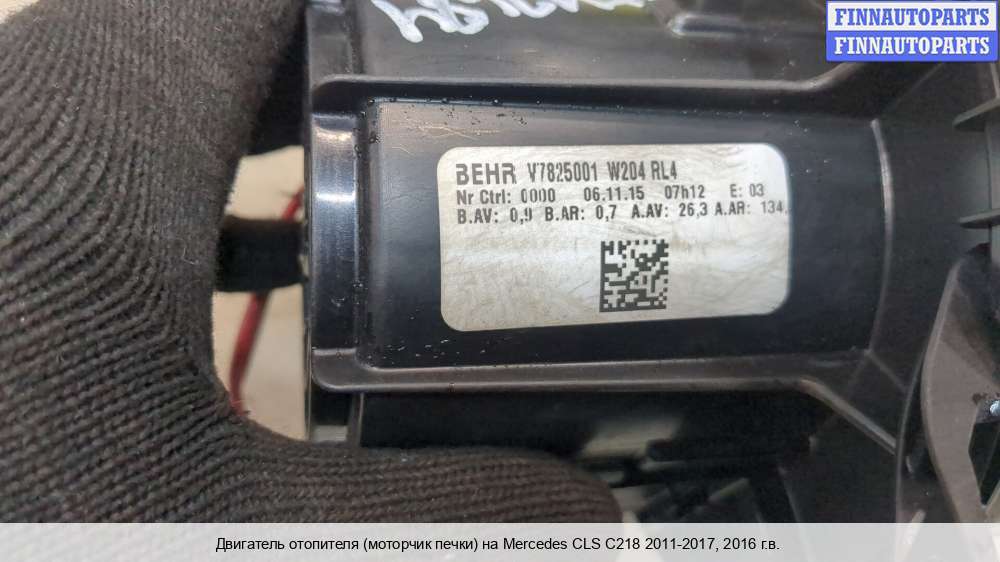 FINNAUTOPARTS
FINNAUTOPARTS
BEHR V7825001 W204 RL4
Nr Ctrl: 0000 06.11.15 07h12 E: 03
B.AV: 0,9 B.AR: 0,7 A.AV: 26,3 A.AR: 134,
Двигатель отопителя (моторчик печки) на Mercedes CLS C218 2011-2017, 2016 г.в.